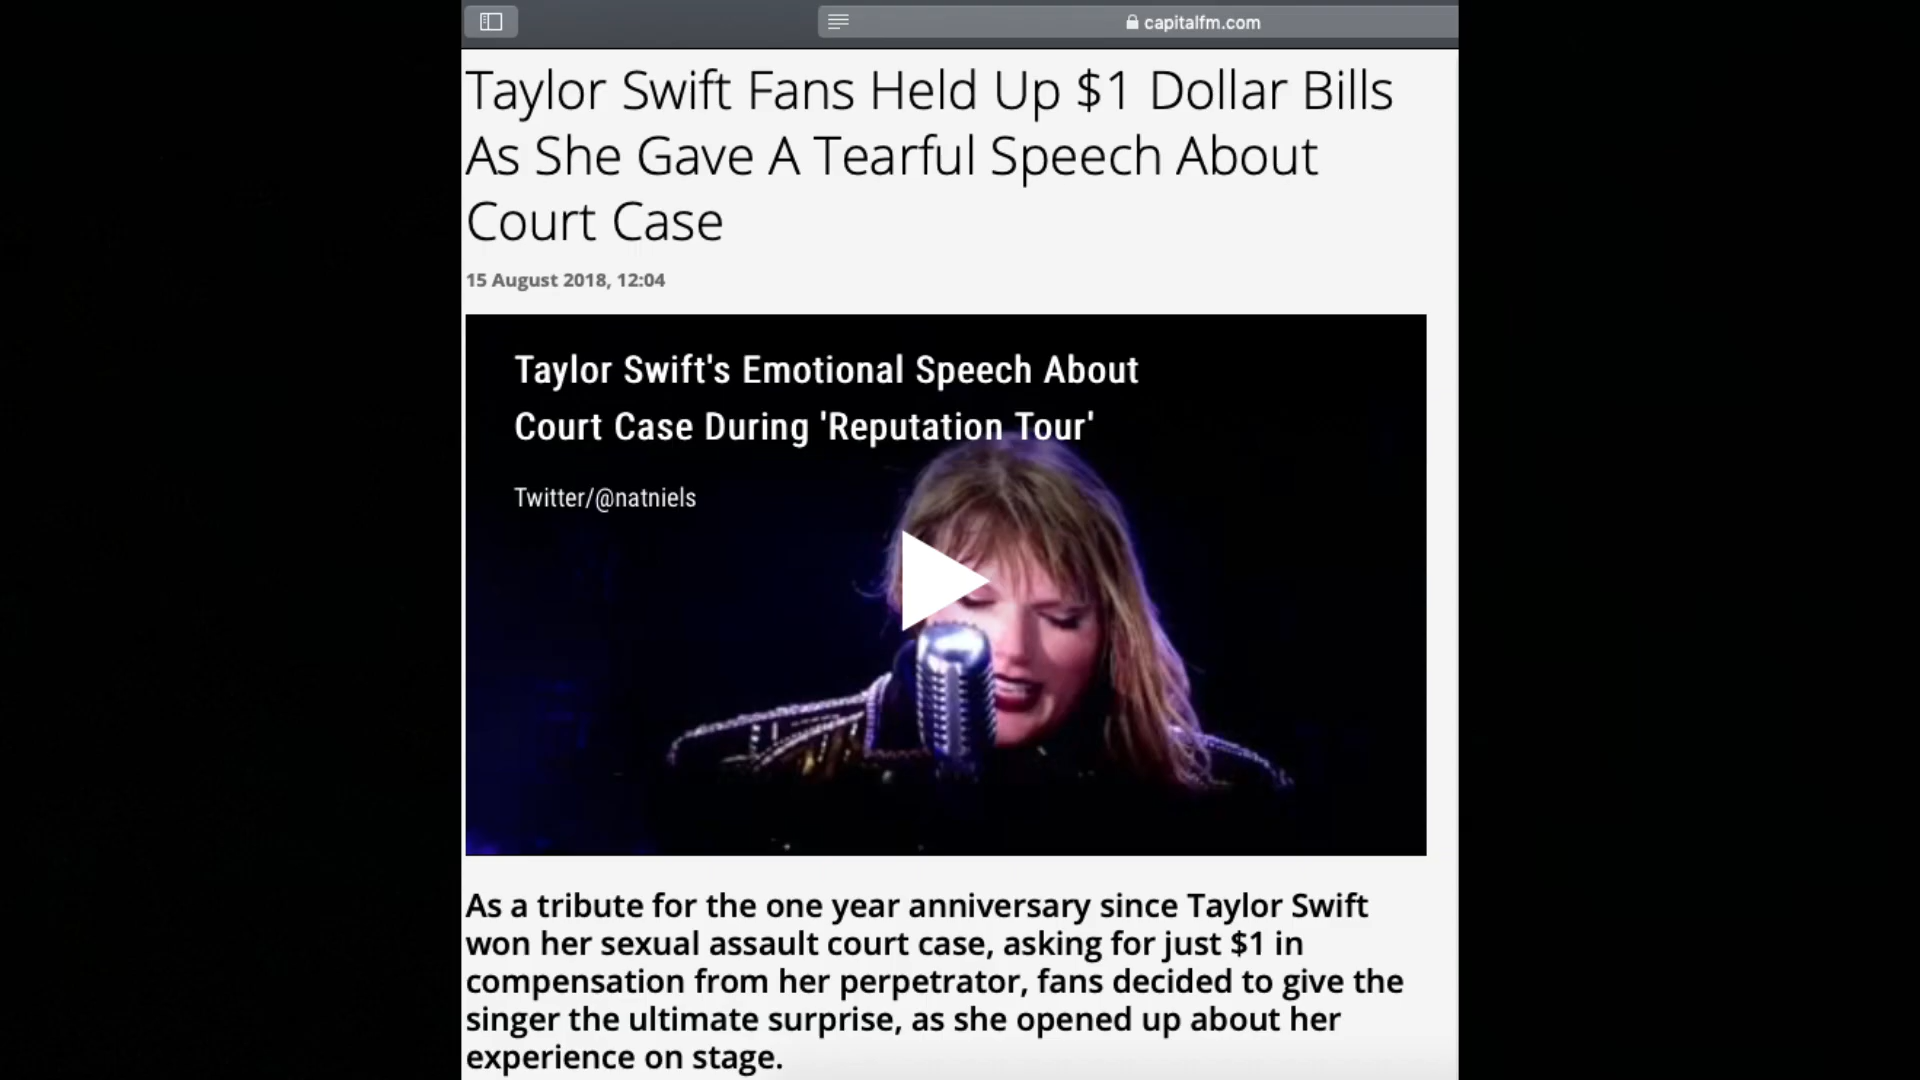 capitalfm.com
Taylor Swift Fans Held Up $1 Dollar Bills
As She Gave A Tearful Speech About
Court Case
15 August 2018, 12:04
Taylor Swift's Emotional Speech About
Court Case During 'Reputation Tour'
Twitter/@natniels
As a tribute for the one year anniversary since Taylor Swift
won her sexual assault court case, asking for just $1 in
compensation from her perpetrator, fans decided to give the
singer the ultimate surprise, as she opened up about her
experience on stage.